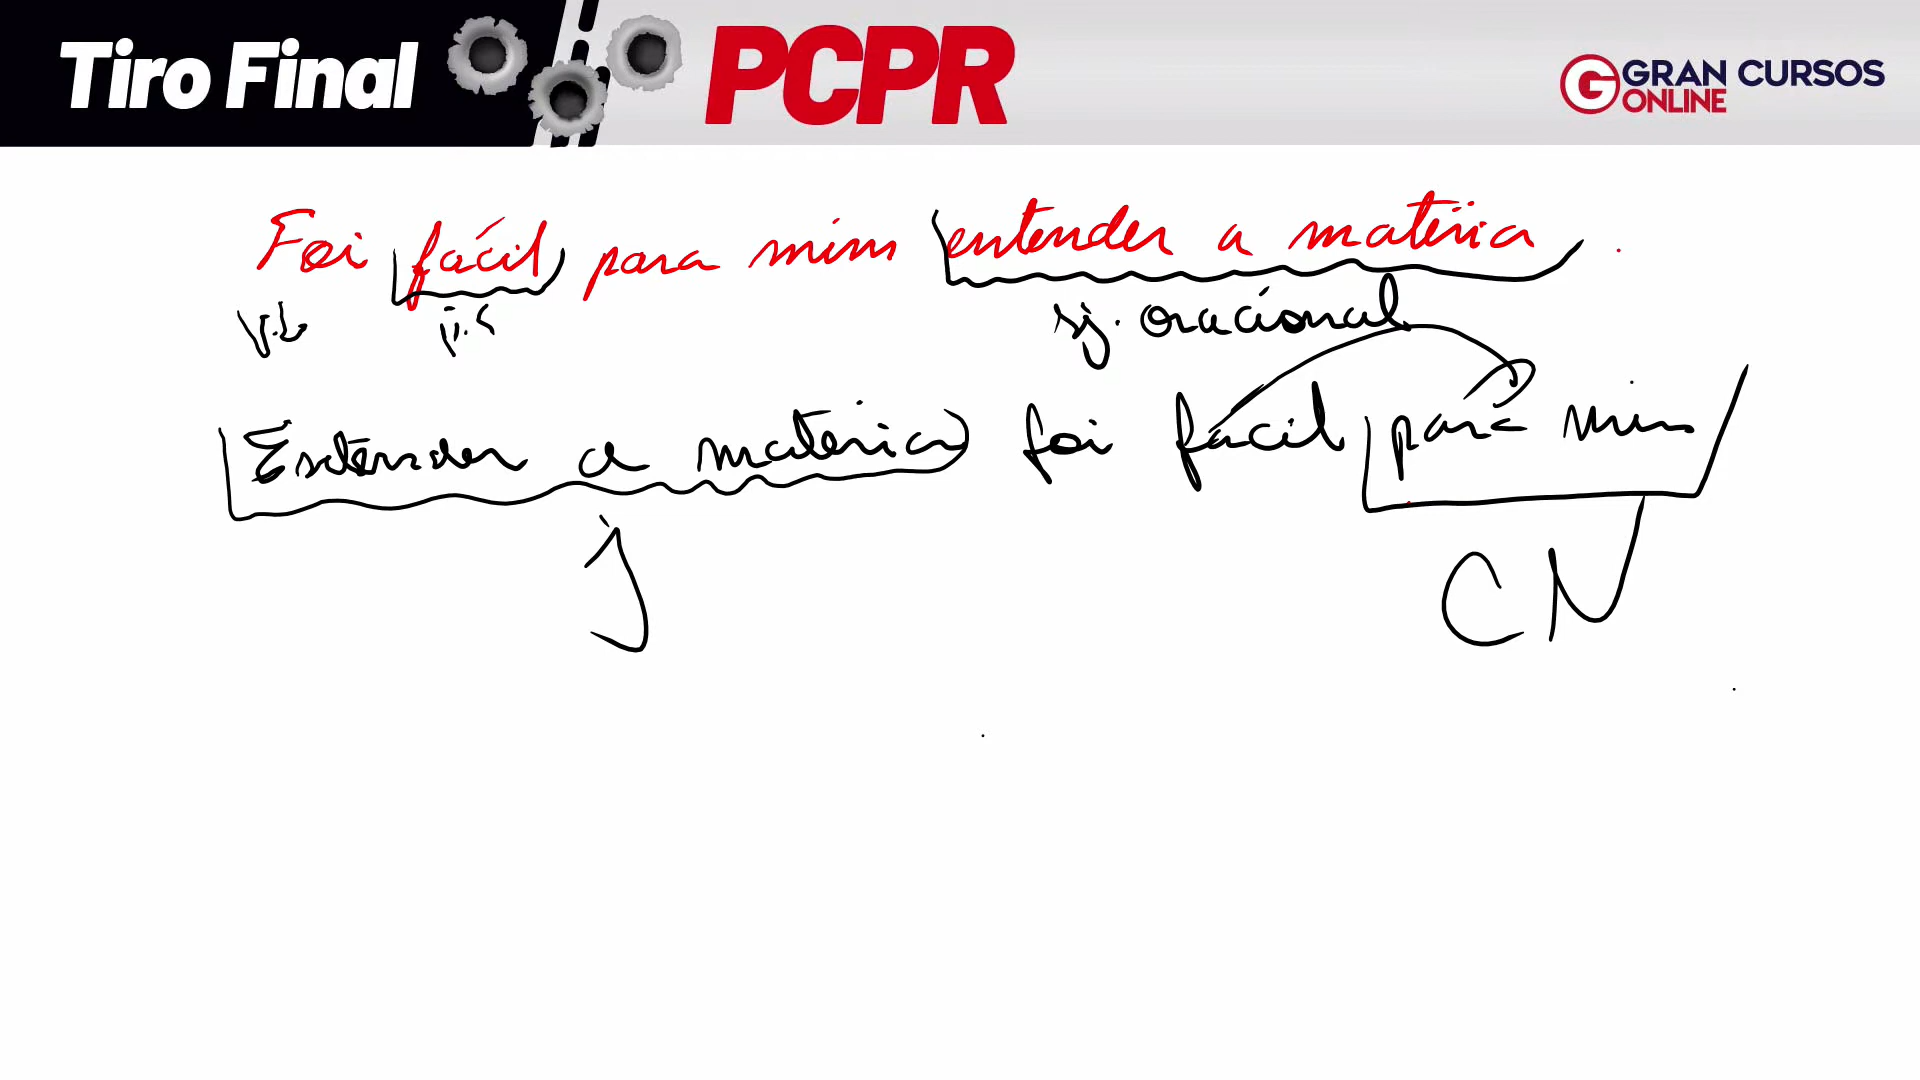 Tiro Final PCPR
GRAN CURSOS
ONLINE
Foi fácil para mim entender a matéria.
sj. oracional
Entender a matéria foi fácil para mim
CN